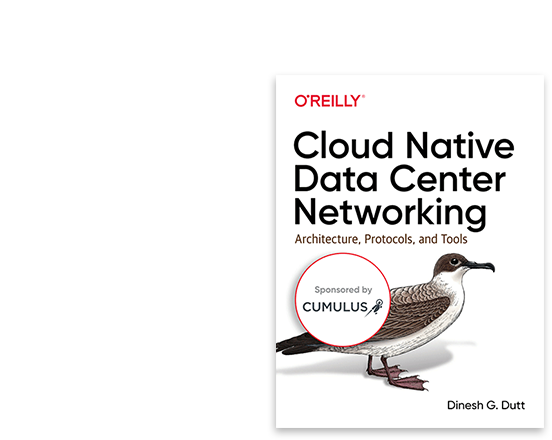 O'REILLY®
Cloud Native
Data Center
Networking
Architecture, Protocols, and Tools
Sponsored by
CUMULUS
Dinesh G. Dutt